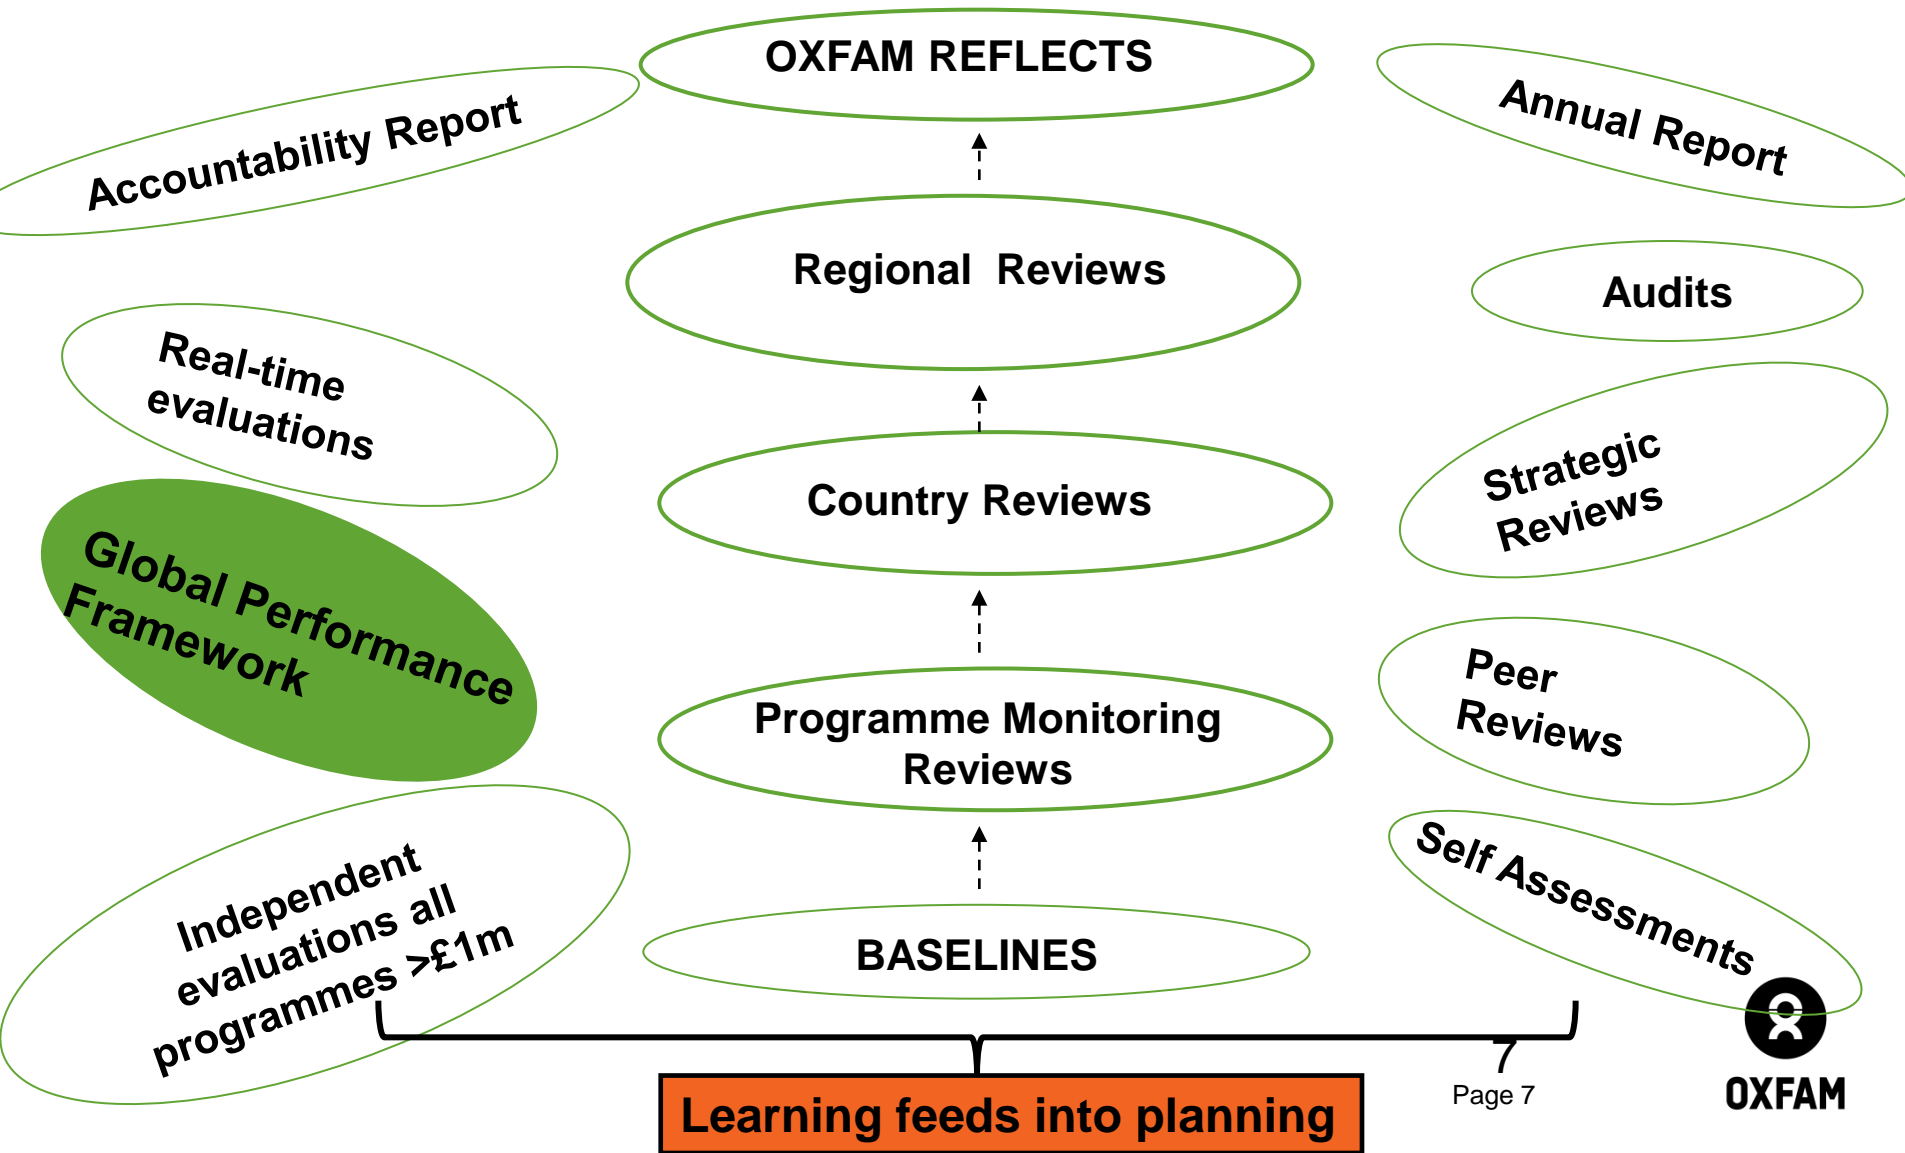 OXFAM REFLECTS
Accountability Report
Annual Report
Regional  Reviews
Audits
Real-time
evaluations
Country Reviews
Strategic
Reviews
Global Performance
Framework
Programme Monitoring
Reviews
Peer
Reviews
Independent
evaluations all
programmes >£1m
BASELINES
Self Assessments
Learning feeds into planning
7
Page 7
OXFAM